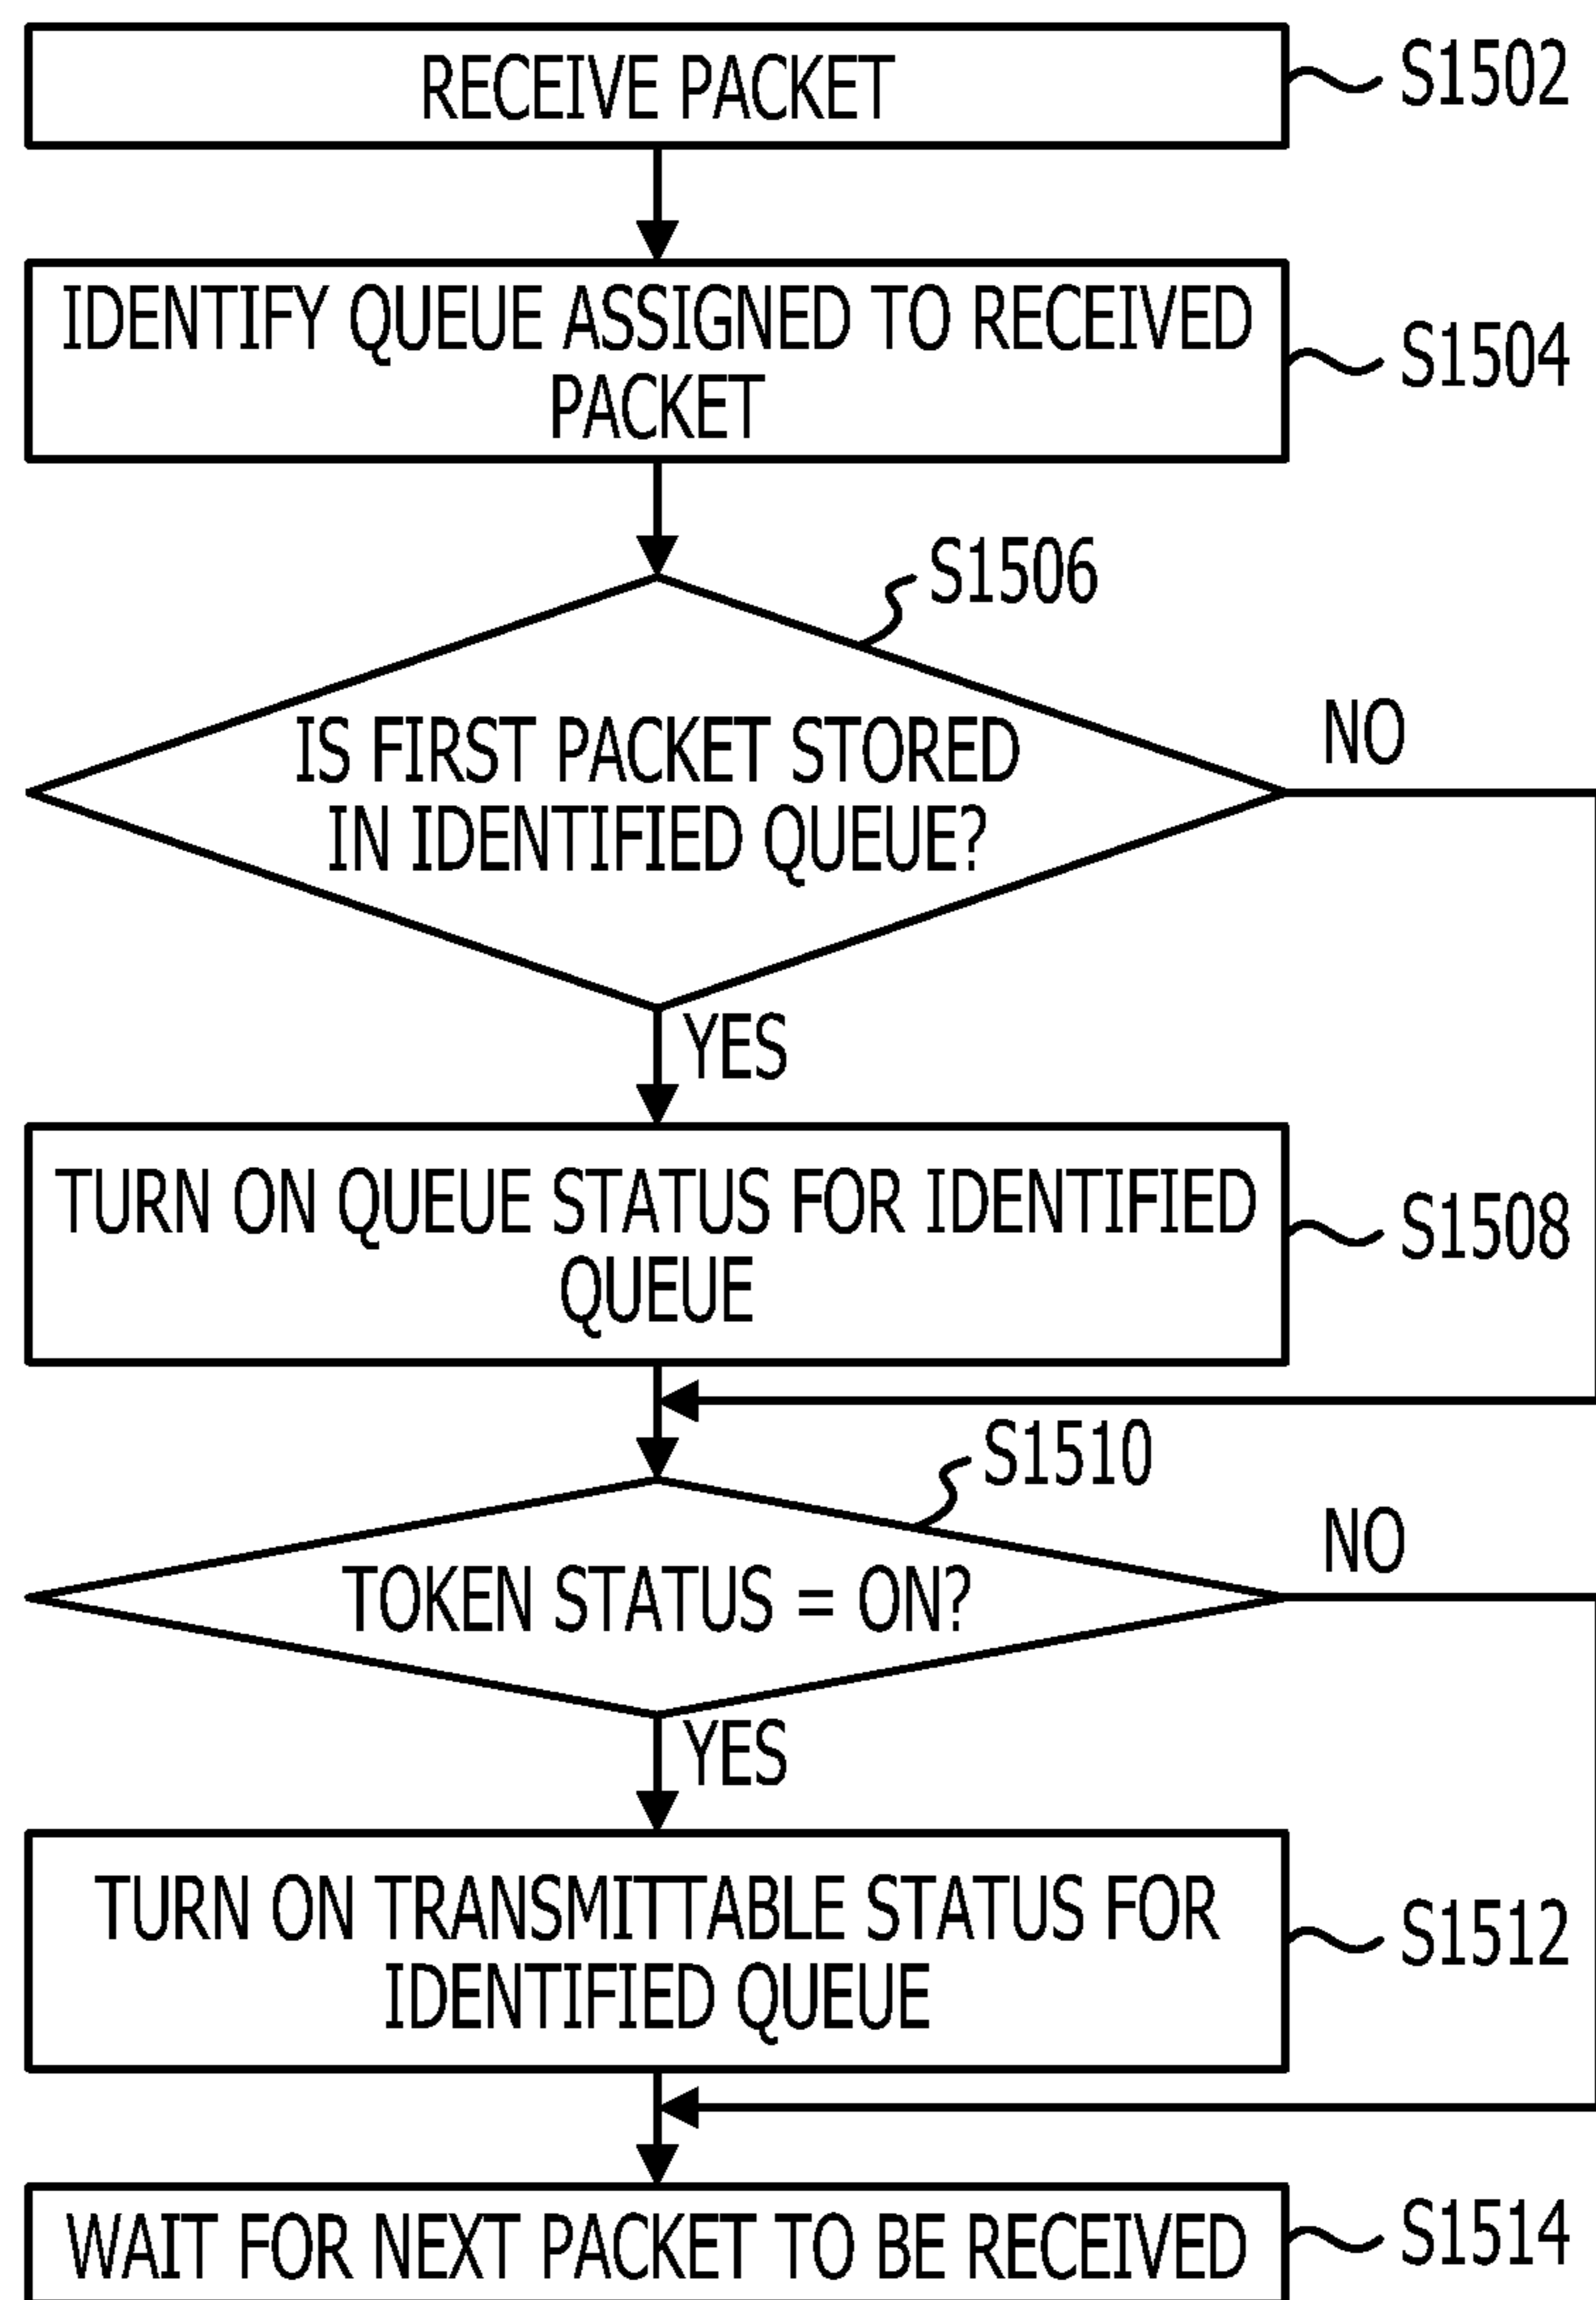 RECEIVE PACKET
S1502
IDENTIFY QUEUE ASSIGNED TO RECEIVED
PACKET
S1504
S1506
IS FIRST PACKET STORED
IN IDENTIFIED QUEUE?
NO
YES
TURN ON QUEUE STATUS FOR IDENTIFIED
QUEUE
S1508
S1510
TOKEN STATUS = ON?
NO
YES
TURN ON TRANSMITTABLE STATUS FOR
IDENTIFIED QUEUE
S1512
WAIT FOR NEXT PACKET TO BE RECEIVED
S1514